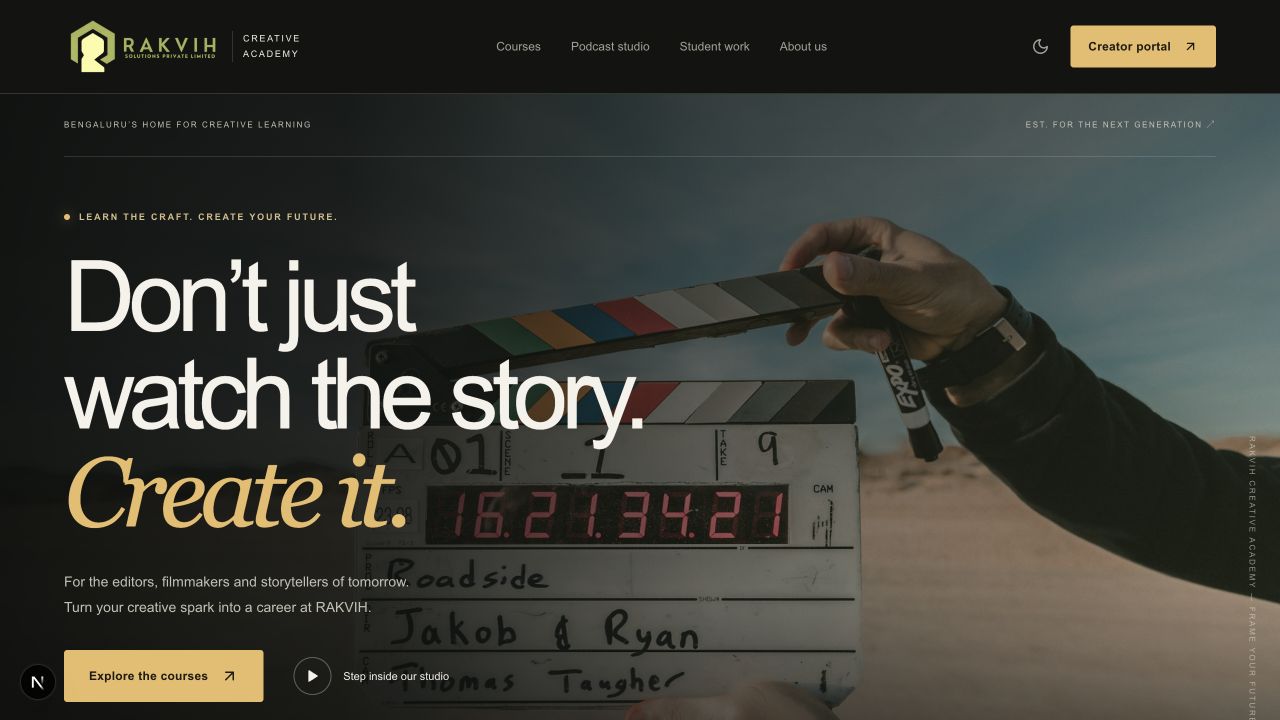 RAKVIH
SOLUTIONS PRIVATE LIMITED
CREATIVE
ACADEMY
Courses
Podcast studio
Student work
About us
Creator portal
BENGALURU'S HOME FOR CREATIVE LEARNING
EST. FOR THE NEXT GENERATION
LEARN THE CRAFT. CREATE YOUR FUTURE.
Don’t just
watch the story.
Create it.
For the editors, filmmakers and storytellers of tomorrow.
Turn your creative spark into a career at RAKVIH.
Explore the courses
Step inside our studio
N
EXPO
A
01
SCENE
1
TAKE
9
FPS
CAM
16.21.34.21
Roadside
Jakob & Ryan
Thomas Taugher
RAKVIH CREATIVE ACADEMY — FRAME YOUR FUTURE